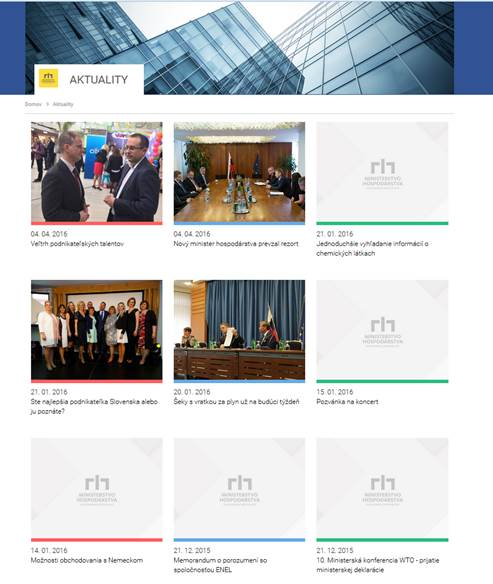 AKTUALITY
Domov > Aktuality
04. 04. 2016
Veľtrh podnikateľských talentov
04. 04. 2016
Nový minister hospodárstva prevzal rezort
MINISTERSTVO
HOSPODÁRSTVA
21. 01. 2016
Jednoduchšie vyhľadanie informácií o
chemických látkach
21. 01. 2016
Ste najlepšia podnikateľka Slovenska alebo
ju poznáte?
20. 01. 2016
Šeky s vratkou za plyn už na budúci týždeň
MINISTERSTVO
HOSPODÁRSTVA
15. 01. 2016
Pozvánka na koncert
MINISTERSTVO
HOSPODÁRSTVA
14. 01. 2016
Možnosti obchodovania s Nemeckom
MINISTERSTVO
HOSPODÁRSTVA
21. 12. 2015
Memorandum o porozumení so
spoločnosťou ENEL
MINISTERSTVO
HOSPODÁRSTVA
21. 12. 2015
10. Ministerská konferencia WTO - prijatie
ministerskej deklarácie